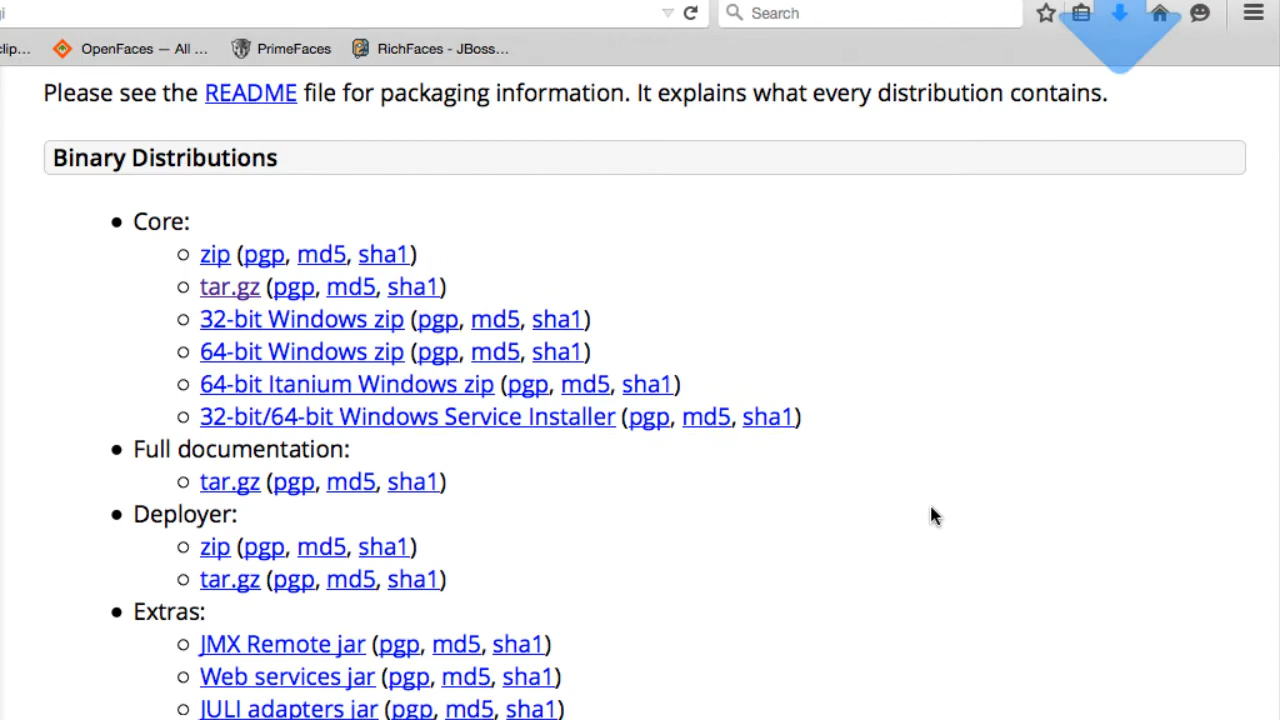 gi Search
clip... OpenFaces — All ... PrimeFaces RichFaces - JBoss...
Please see the README file for packaging information. It explains what every distribution contains.
Binary Distributions
Core:
zip (pgp, md5, sha1)
tar.gz (pgp, md5, sha1)
32-bit Windows zip (pgp, md5, sha1)
64-bit Windows zip (pgp, md5, sha1)
64-bit Itanium Windows zip (pgp, md5, sha1)
32-bit/64-bit Windows Service Installer (pgp, md5, sha1)
Full documentation:
tar.gz (pgp, md5, sha1)
Deployer:
zip (pgp, md5, sha1)
tar.gz (pgp, md5, sha1)
Extras:
JMX Remote jar (pgp, md5, sha1)
Web services jar (pgp, md5, sha1)
JULI adapters jar (pgp, md5, sha1)